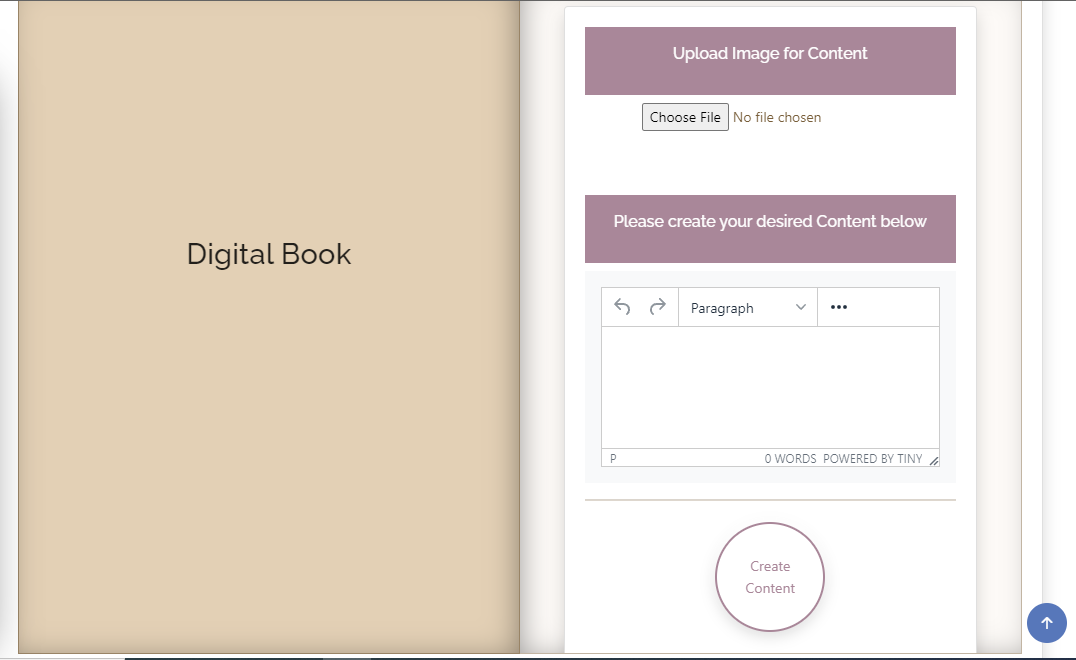 Digital Book
Upload Image for Content
Choose File No file chosen
Please create your desired Content below
Paragraph
P 0 WORDS POWERED BY TINY
Create
Content